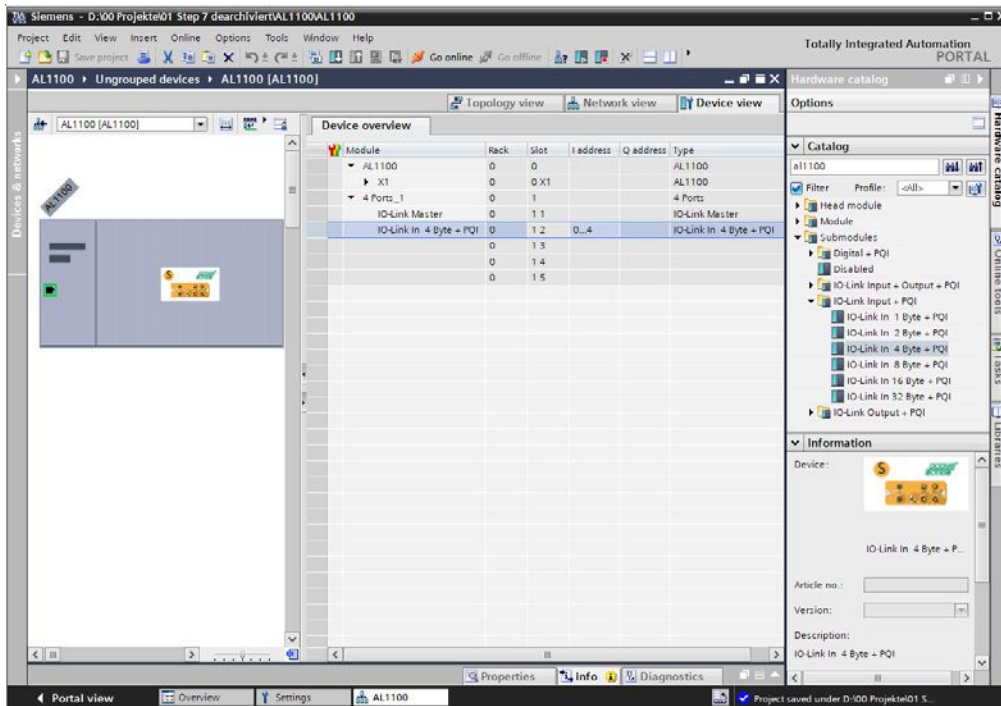 Siemens - D:\00 Projekte\01 Step 7 dearchiviert\AL1100\AL1100
Project Edit View Insert Online Options Tools Window Help
Totally Integrated Automation
PORTAL
Save project Go online Go offline
AL1100 Ungrouped devices AL1100 [AL1100]
Hardware catalog
Topology view Network view Device view
Options
AL1100 [AL1100]
Device overview
Module Rack Slot I address Q address Type
AL1100 0 0 AL1100
X1 0 0 X1 AL1100
4 Ports_1 0 1 4 Ports
IO-Link Master 0 1 1 IO-Link Master
IO-Link In 4 Byte + PQI 0 1 2 0...4 IO-Link In 4 Byte + PQI
0 1 3
0 1 4
0 1 5
AL1100
Devices & networks
Catalog
al1100
Filter Profile: <All>
Head module
Module
Submodules
Digital + PQI
Disabled
IO-Link Input + Output + PQI
IO-Link Input + PQI
IO-Link In 1 Byte + PQI
IO-Link In 2 Byte + PQI
IO-Link In 4 Byte + PQI
IO-Link In 8 Byte + PQI
IO-Link In 16 Byte + PQI
IO-Link In 32 Byte + PQI
IO-Link Output + PQI
Information
Device:
IO-Link In 4 Byte + P...
Article no.:
Version:
Description:
IO-Link In 4 Byte + PQI
Hardware catalog
Online tools
Tasks
Libraries
Properties Info Diagnostics
Portal view Overview Settings AL1100
Project saved under D:\00 Projekte\01 S...